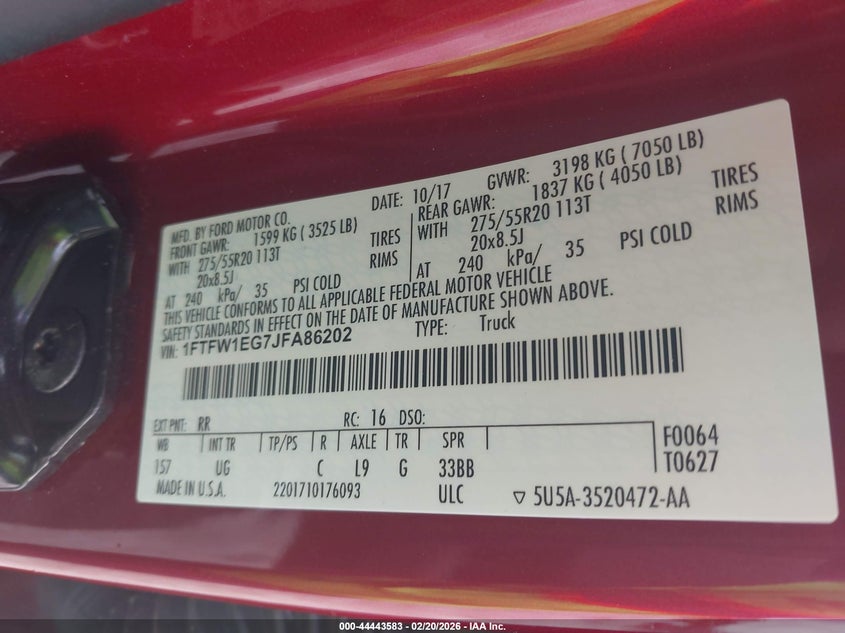 MFD. BY FORD MOTOR CO. DATE: 10/17 GVWR: 3198 KG ( 7050 LB)
FRONT GAWR: 1599 KG ( 3525 LB) REAR GAWR: 1837 KG ( 4050 LB)
WITH 275/55R20 113T TIRES WITH 275/55R20 113T TIRES
20x8.5J RIMS 20x8.5J RIMS
AT 240 kPa/ 35 PSI COLD AT 240 kPa/ 35 PSI COLD
THIS VEHICLE CONFORMS TO ALL APPLICABLE FEDERAL MOTOR VEHICLE
SAFETY STANDARDS IN EFFECT ON THE DATE OF MANUFACTURE SHOWN ABOVE.
VIN: 1FTFW1EG7JFA86202 TYPE: Truck
EXT PNT: RR RC: 16 DSO:
WB INT TR TP/PS R AXLE TR SPR F0064
157 UG C L9 G 33BB T0627
MADE IN U.S.A. 2201710176093 ULC ▽ 5U5A-3520472-AA
000-44443583 - 02/20/2026 - IAA Inc.